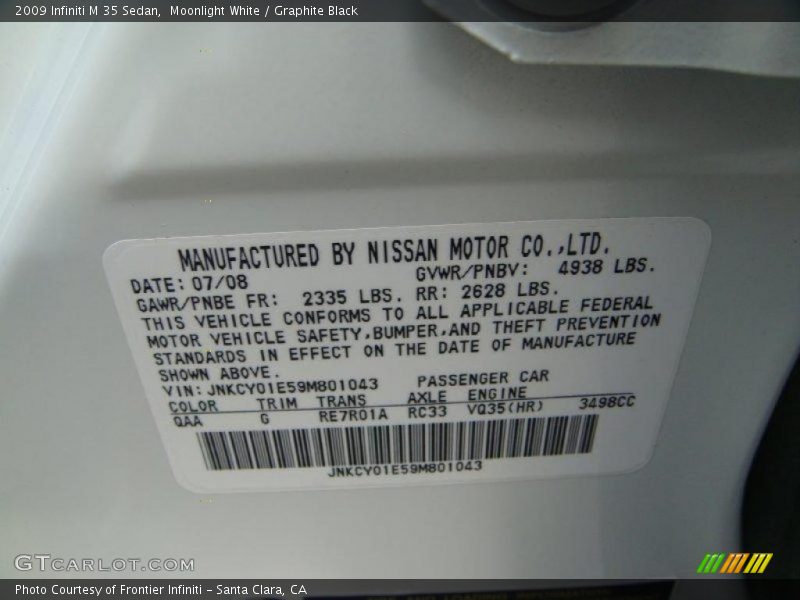 2009 Infiniti M 35 Sedan,  Moonlight White / Graphite Black
MANUFACTURED BY NISSAN MOTOR CO.,LTD.
DATE: 07/08 GVWR/PNBV: 4938 LBS.
GAWR/PNBE FR: 2335 LBS. RR: 2628 LBS.
THIS VEHICLE CONFORMS TO ALL APPLICABLE FEDERAL
MOTOR VEHICLE SAFETY,BUMPER,AND THEFT PREVENTION
STANDARDS IN EFFECT ON THE DATE OF MANUFACTURE
SHOWN ABOVE.
VIN: JNKCY01E59M801043 PASSENGER CAR
COLOR TRIM TRANS AXLE ENGINE
QAA G RE7R01A RC33 VQ35(HR) 3498CC
JNKCY01E59M801043
GTCARLOT.COM
Photo Courtesy of Frontier Infiniti – Santa Clara, CA